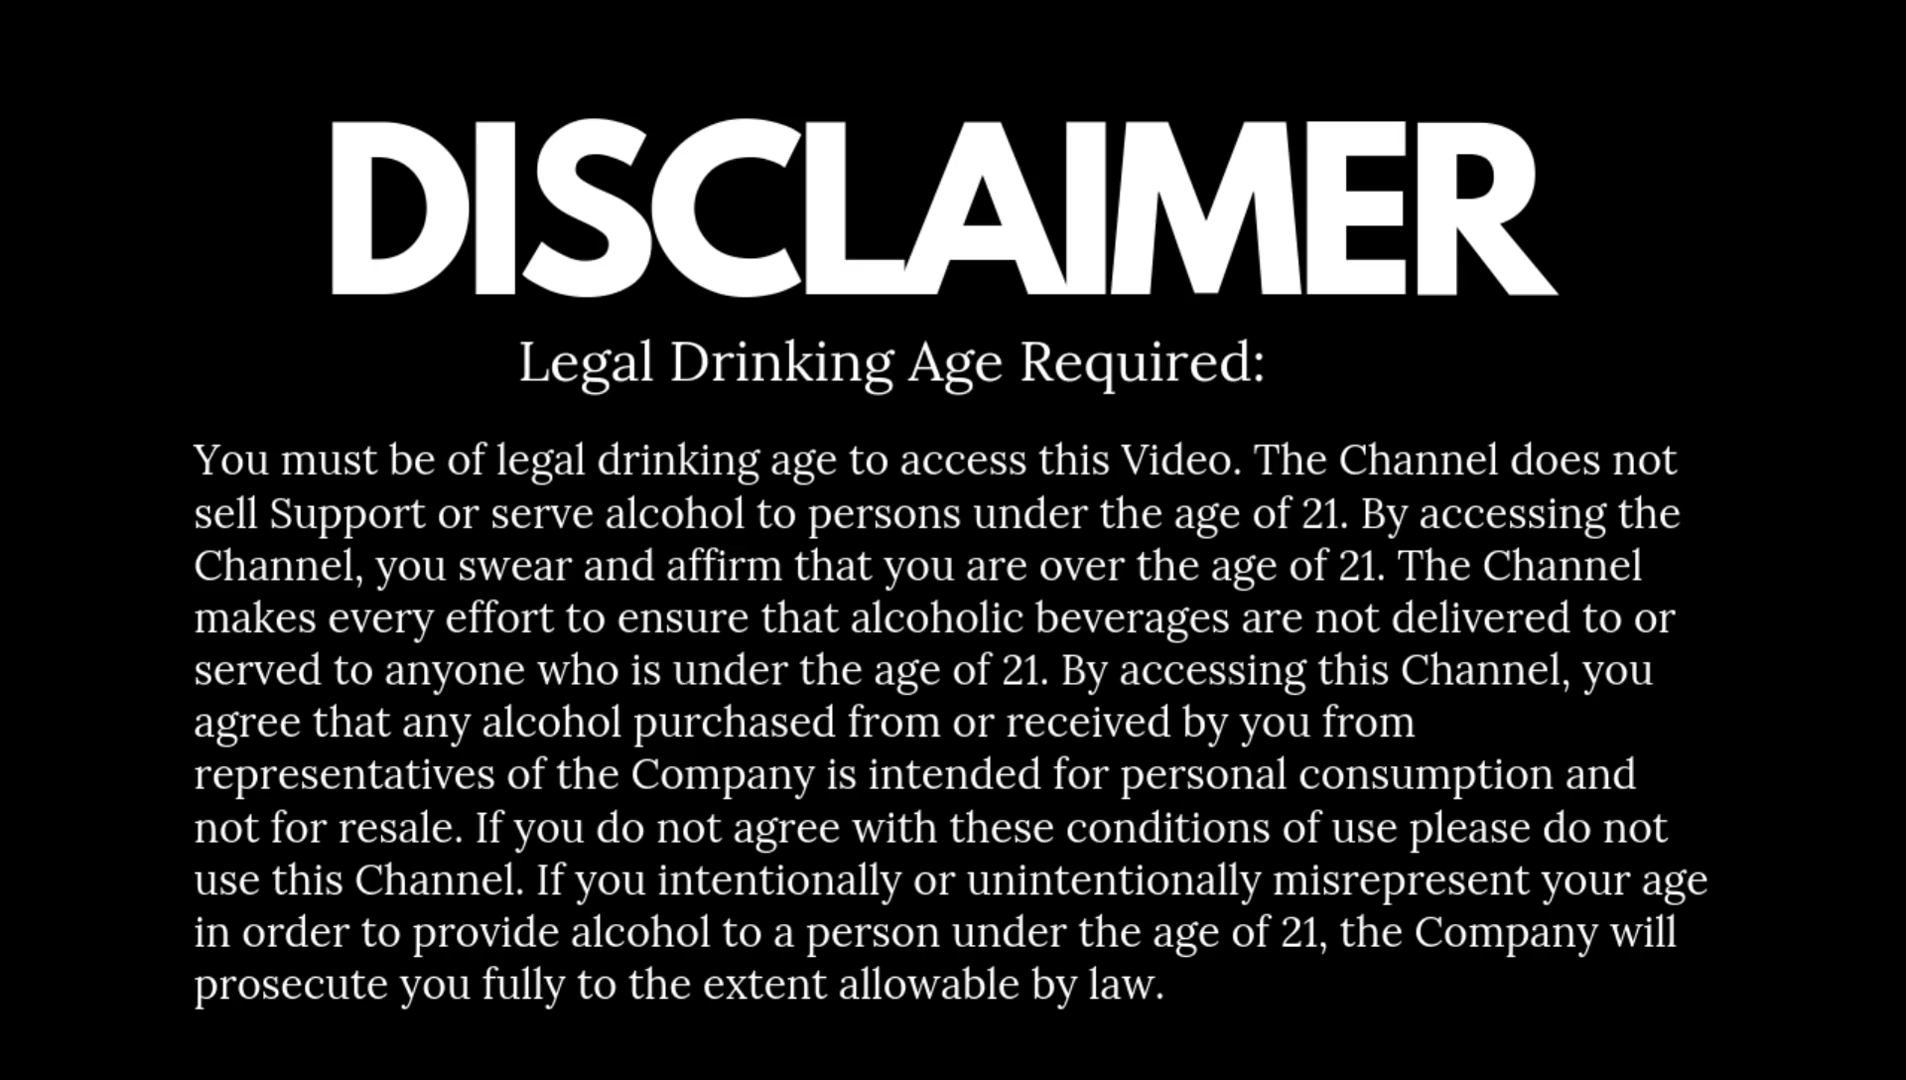 DISCLAIMER
Legal Drinking Age Required:
You must be of legal drinking age to access this Video. The Channel does not
sell Support or serve alcohol to persons under the age of 21. By accessing the
Channel, you swear and affirm that you are over the age of 21. The Channel
makes every effort to ensure that alcoholic beverages are not delivered to or
served to anyone who is under the age of 21. By accessing this Channel, you
agree that any alcohol purchased from or received by you from
representatives of the Company is intended for personal consumption and
not for resale. If you do not agree with these conditions of use please do not
use this Channel. If you intentionally or unintentionally misrepresent your age
in order to provide alcohol to a person under the age of 21, the Company will
prosecute you fully to the extent allowable by law.